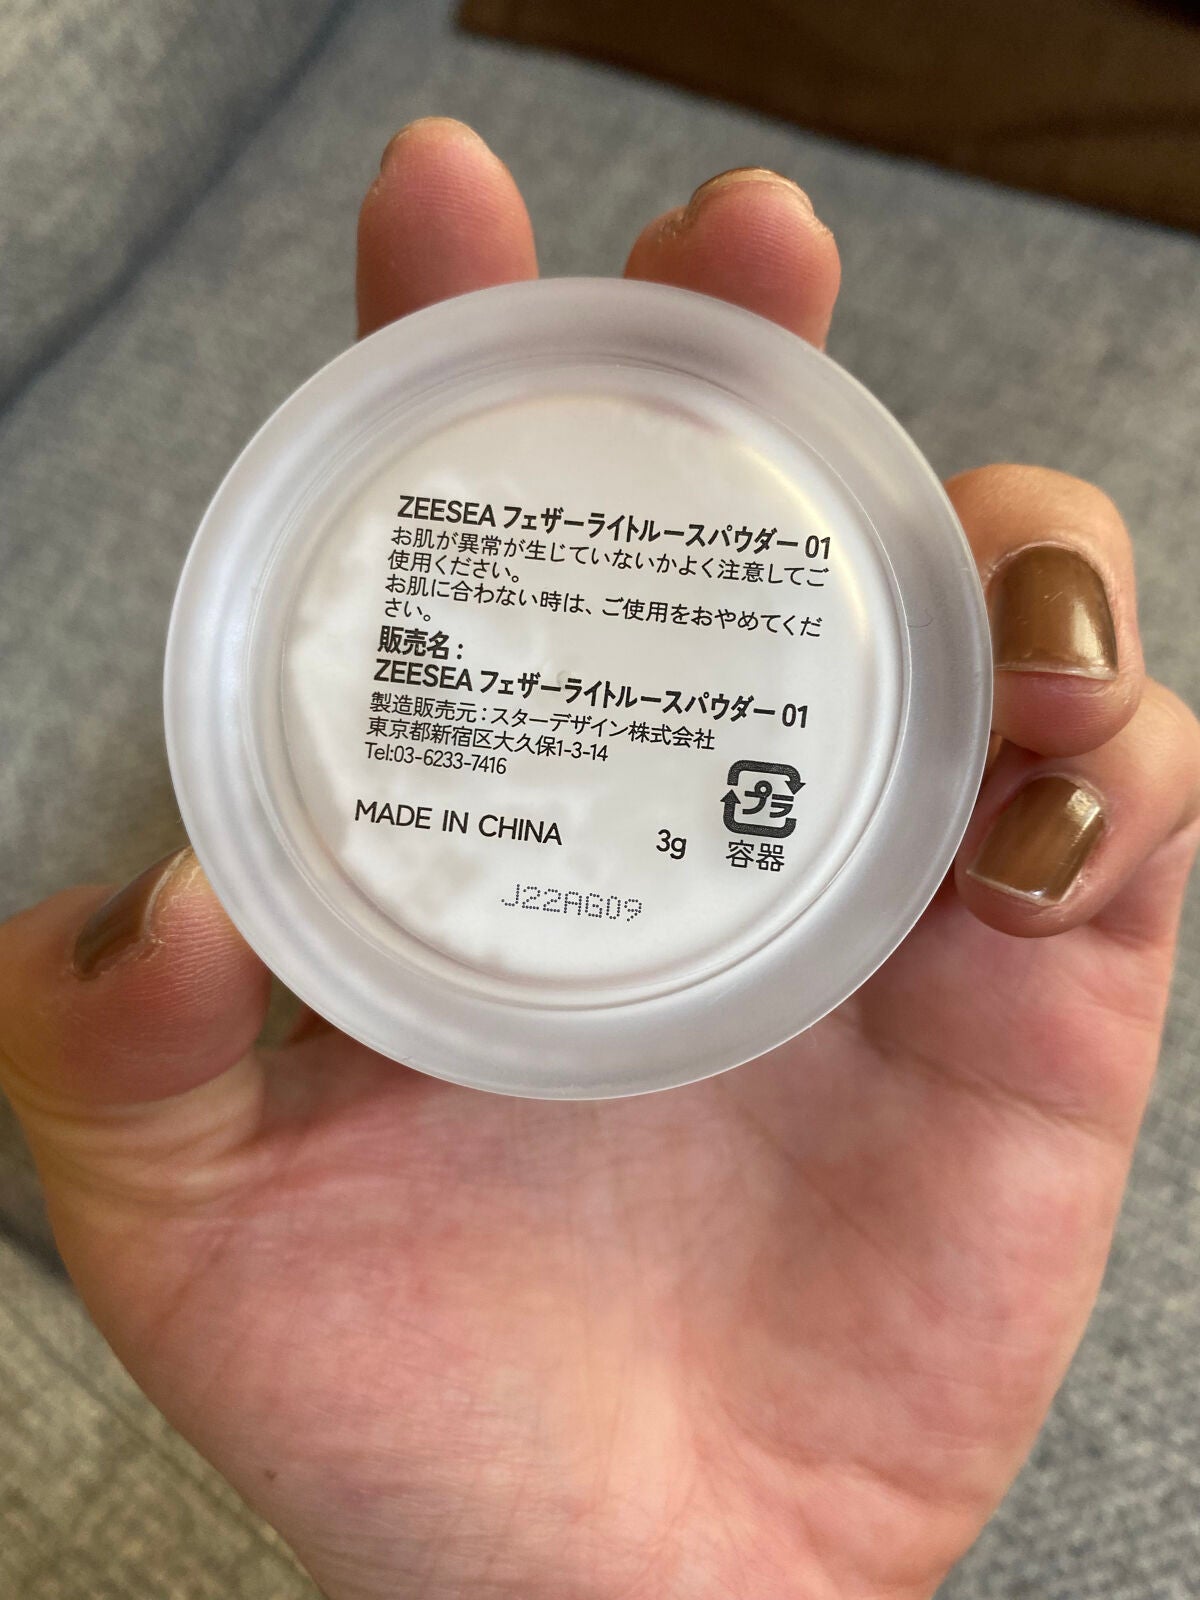 ZEESEA フェザーライトルースパウダー 01
お肌が異常が生じていないかよく注意してご
使用ください。
お肌に合わない時は、ご使用をおやめてくだ
さい。
販売名：
ZEESEA フェザーライトルースパウダー 01
製造販売元：スターデザイン株式会社
東京都新宿区大久保1-3-14
Tel:03-6233-7416
MADE IN CHINA
3g
プラ
容器
J22AG09